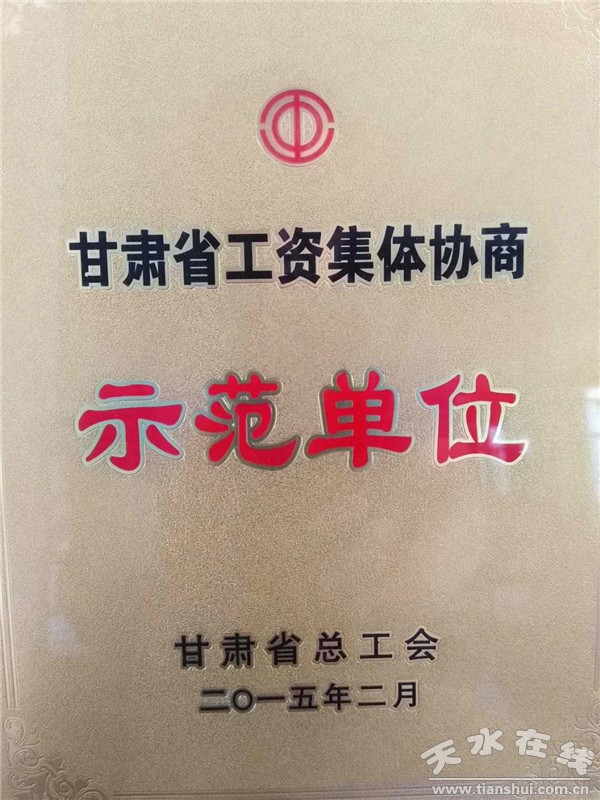 甘肃省工资集体协商
示范单位
甘肃省总工会
二〇一五年二月
天水在线
www.tianshui.com.cn